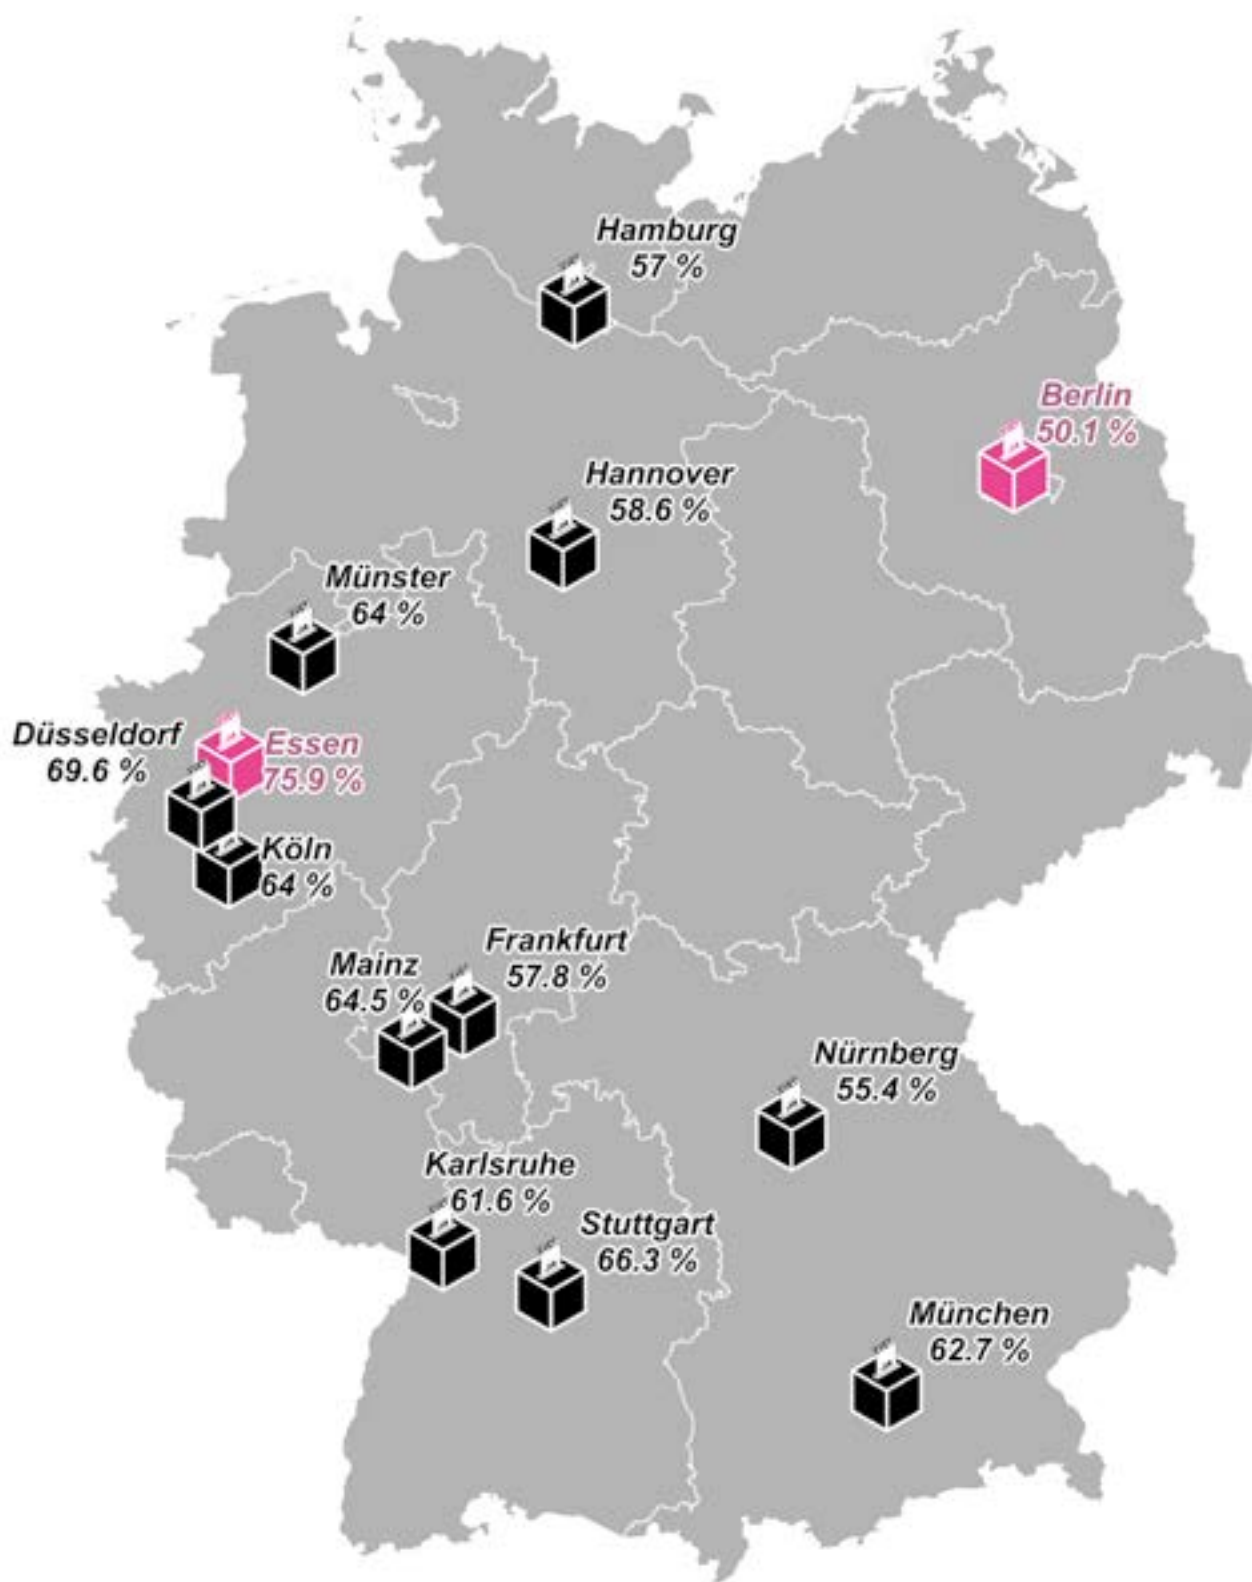 Hamburg
57 %
Berlin
50.1 %
Hannover
58.6 %
Münster
64 %
Düsseldorf
69.6 %
Essen
75.9 %
Köln
64 %
Frankfurt
57.8 %
Mainz
64.5 %
Nürnberg
55.4 %
Karlsruhe
61.6 %
Stuttgart
66.3 %
München
62.7 %